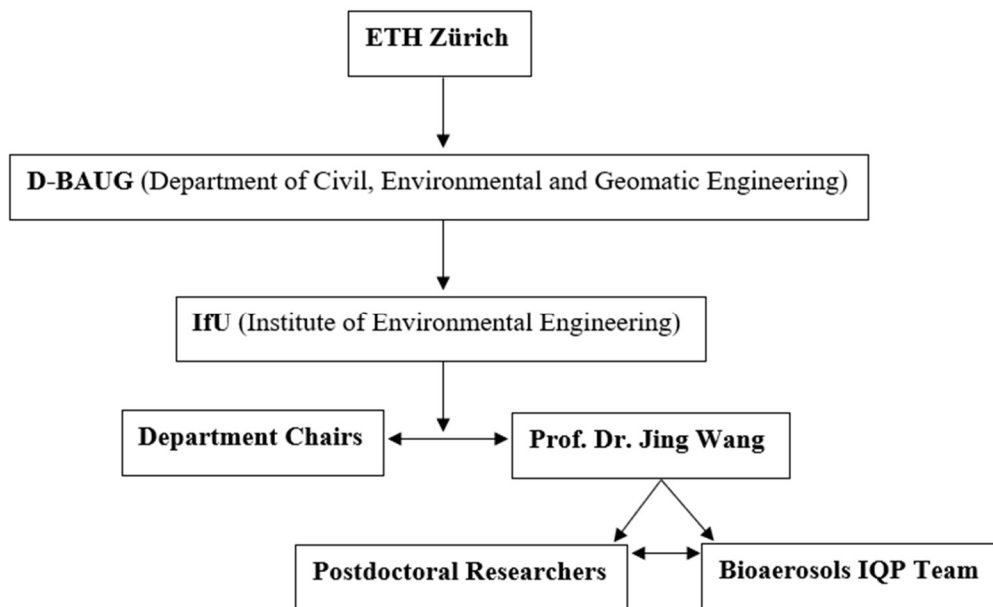 ETH Zürich
D-BAUG (Department of Civil, Environmental and Geomatic Engineering)
IfU (Institute of Environmental Engineering)
Department Chairs
Prof. Dr. Jing Wang
Postdoctoral Researchers
Bioaerosols IQP Team